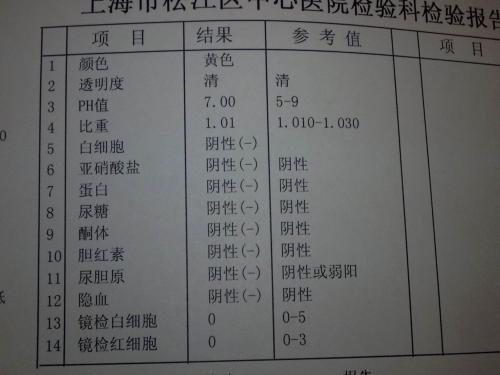 上海市松江区中心医院检验科检验报告
项 目 结果 参 考 值 项 目
1 颜色 黄色
2 透明度 清 清
3 PH值 7.00 5-9
4 比重 1.01 1.010-1.030
5 白细胞 阴性(-)
6 亚硝酸盐 阴性(-) 阴性
7 蛋白 阴性(-) 阴性
8 尿糖 阴性(-) 阴性
9 酮体 阴性(-) 阴性
10 胆红素 阴性(-) 阴性
11 尿胆原 阴性(-) 阴性或弱阳
12 隐血 阴性(-) 阴性
13 镜检白细胞 0 0-5
14 镜检红细胞 0 0-3